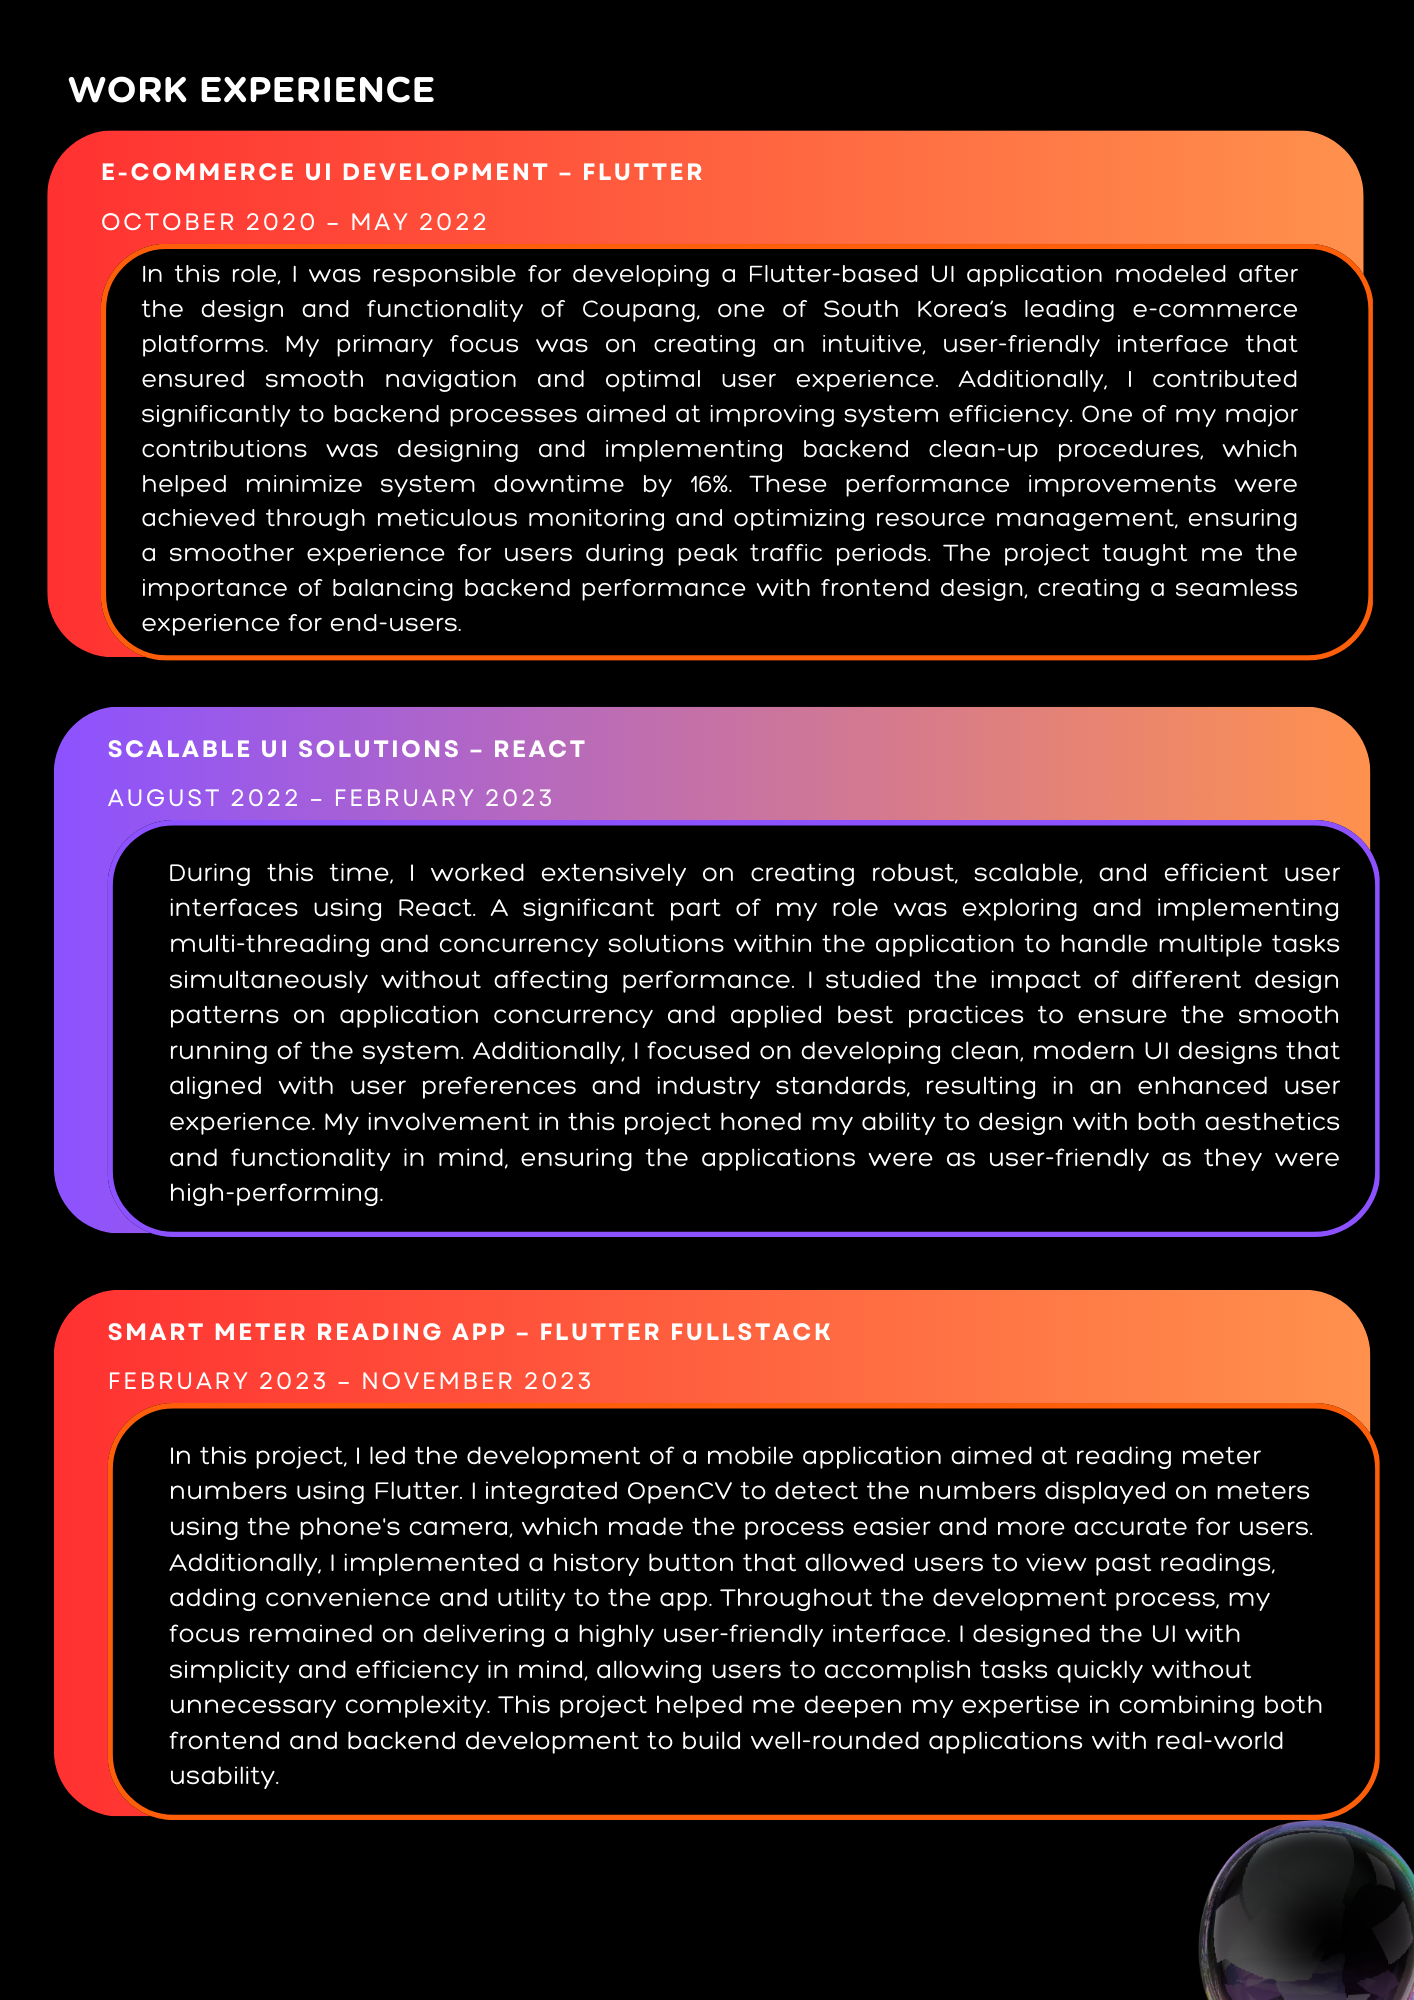 WORK EXPERIENCE
E-COMMERCE UI DEVELOPMENT – FLUTTER
OCTOBER 2020 – MAY 2022
In this role, I was responsible for developing a Flutter-based UI application modeled after
the design and functionality of Coupang, one of South Korea’s leading e-commerce
platforms. My primary focus was on creating an intuitive, user-friendly interface that
ensured smooth navigation and optimal user experience. Additionally, I contributed
significantly to backend processes aimed at improving system efficiency. One of my major
contributions was designing and implementing backend clean-up procedures, which
helped minimize system downtime by 16%. These performance improvements were
achieved through meticulous monitoring and optimizing resource management, ensuring
a smoother experience for users during peak traffic periods. The project taught me the
importance of balancing backend performance with frontend design, creating a seamless
experience for end-users.
SCALABLE UI SOLUTIONS – REACT
AUGUST 2022 – FEBRUARY 2023
During this time, I worked extensively on creating robust, scalable, and efficient user
interfaces using React. A significant part of my role was exploring and implementing
multi-threading and concurrency solutions within the application to handle multiple tasks
simultaneously without affecting performance. I studied the impact of different design
patterns on application concurrency and applied best practices to ensure the smooth
running of the system. Additionally, I focused on developing clean, modern UI designs that
aligned with user preferences and industry standards, resulting in an enhanced user
experience. My involvement in this project honed my ability to design with both aesthetics
and functionality in mind, ensuring the applications were as user-friendly as they were
high-performing.
SMART METER READING APP – FLUTTER FULLSTACK
FEBRUARY 2023 – NOVEMBER 2023
In this project, I led the development of a mobile application aimed at reading meter
numbers using Flutter. I integrated OpenCV to detect the numbers displayed on meters
using the phone's camera, which made the process easier and more accurate for users.
Additionally, I implemented a history button that allowed users to view past readings,
adding convenience and utility to the app. Throughout the development process, my
focus remained on delivering a highly user-friendly interface. I designed the UI with
simplicity and efficiency in mind, allowing users to accomplish tasks quickly without
unnecessary complexity. This project helped me deepen my expertise in combining both
frontend and backend development to build well-rounded applications with real-world
usability.